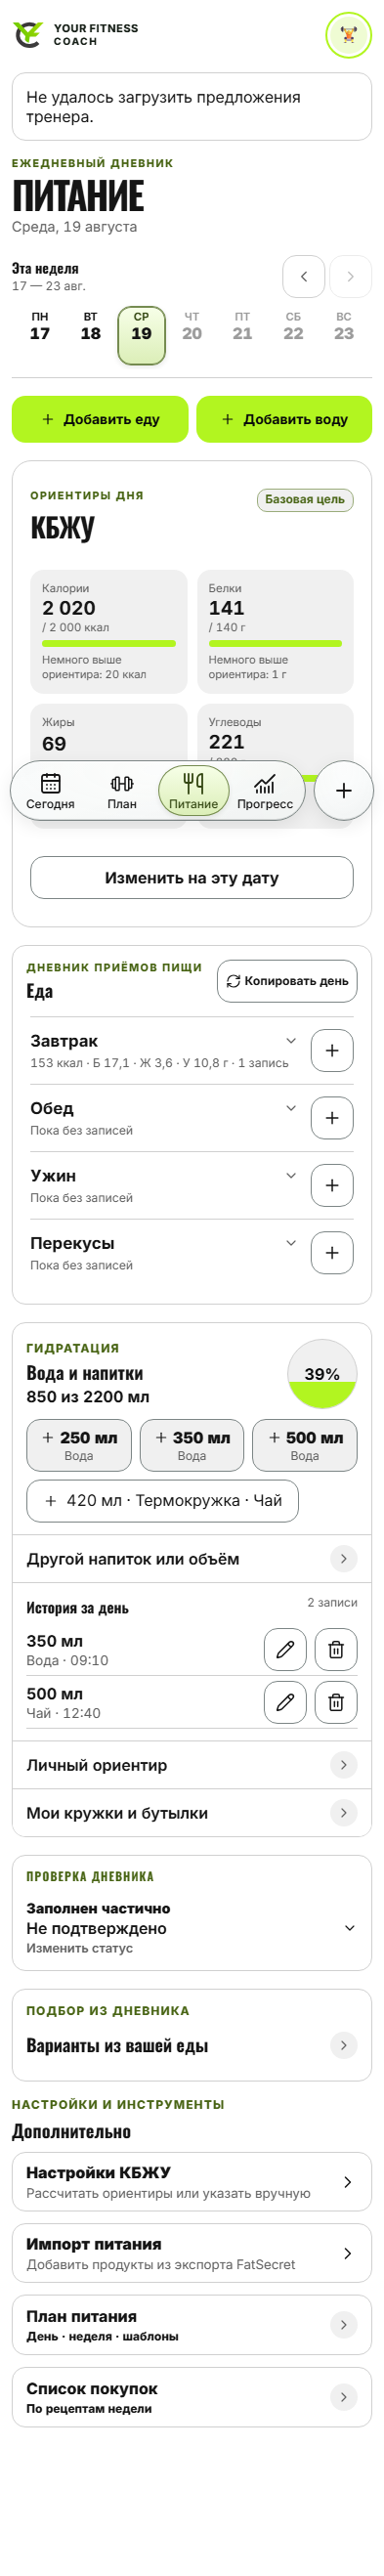 YOUR FITNESS
COACH
Не удалось загрузить предложения
тренера.
ЕЖЕДНЕВНЫЙ ДНЕВНИК
ПИТАНИЕ
Среда, 19 августа
Эта неделя
17 — 23 авг.
ПН ВТ СР ЧТ ПТ СБ ВС
17 18 19 20 21 22 23
+ Добавить еду
+ Добавить воду
ОРИЕНТИРЫ ДНЯ
Базовая цель
КБЖУ
Калории
2 020
/ 2 000 ккал
Немного выше
ориентира: 20 ккал
Белки
141
/ 140 г
Немного выше
ориентира: 1 г
Жиры
69
Углеводы
221
Сегодня
План
Питание
Прогресс
+
Изменить на эту дату
ДНЕВНИК ПРИЁМОВ ПИЩИ
Еда
Копировать день
Завтрак
153 ккал · Б 17,1 · Ж 3,6 · У 10,8 г · 1 запись
Обед
Пока без записей
Ужин
Пока без записей
Перекусы
Пока без записей
ГИДРАТАЦИЯ
Вода и напитки
850 из 2200 мл
39%
+ 250 мл
Вода
+ 350 мл
Вода
+ 500 мл
Вода
+ 420 мл · Термокружка · Чай
Другой напиток или объём
История за день
2 записи
350 мл
Вода · 09:10
500 мл
Чай · 12:40
Личный ориентир
Мои кружки и бутылки
ПРОВЕРКА ДНЕВНИКА
Заполнен частично
Не подтверждено
Изменить статус
ПОДБОР ИЗ ДНЕВНИКА
Варианты из вашей еды
НАСТРОЙКИ И ИНСТРУМЕНТЫ
Дополнительно
Настройки КБЖУ
Рассчитать ориентиры или указать вручную
Импорт питания
Добавить продукты из экспорта FatSecret
План питания
День · неделя · шаблоны
Список покупок
По рецептам недели